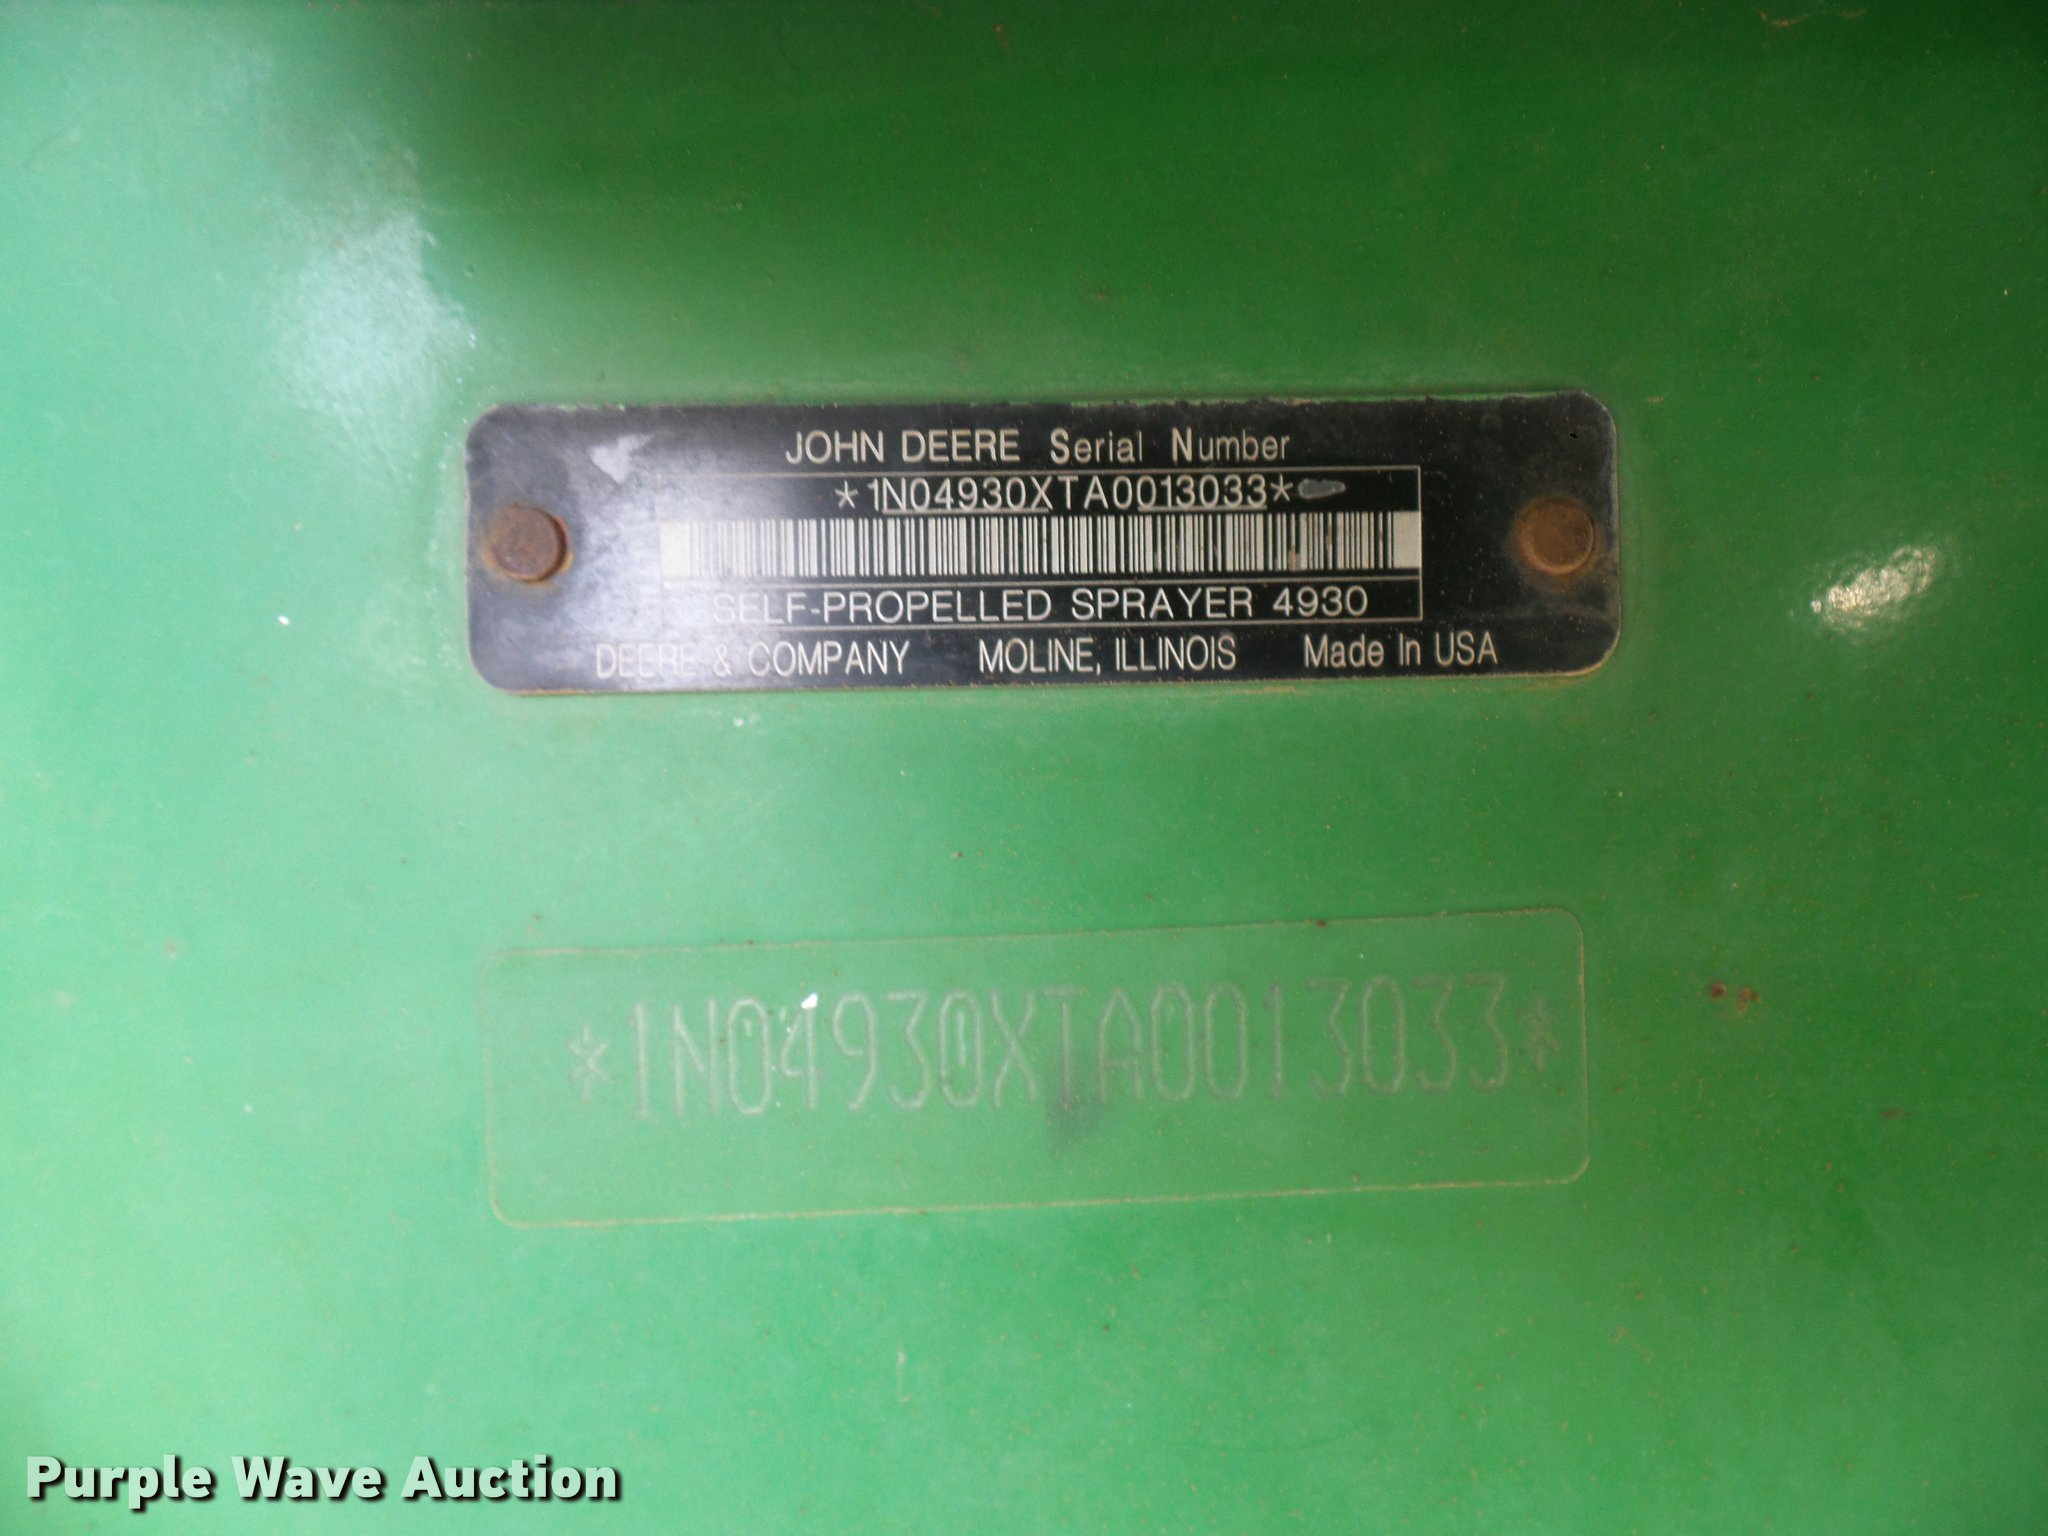 JOHN DEERE Serial Number
*1N04930XTA0013033*
SELF-PROPELLED SPRAYER 4930
DEERE & COMPANY MOLINE, ILLINOIS Made In USA
*1N04930XTA0013033*
Purple Wave Auction